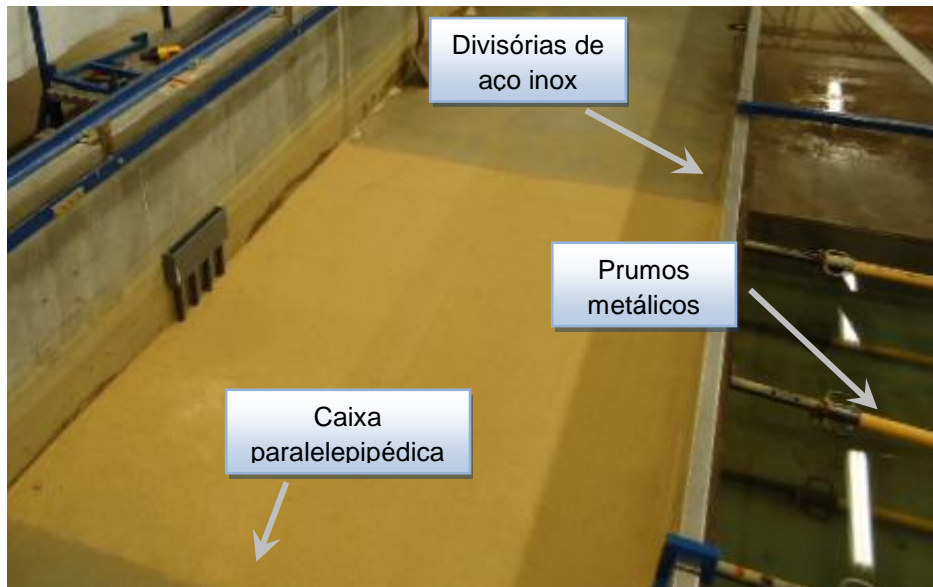 Divisórias de
aço inox
Prumos
metálicos
Caixa
paralelepipédica